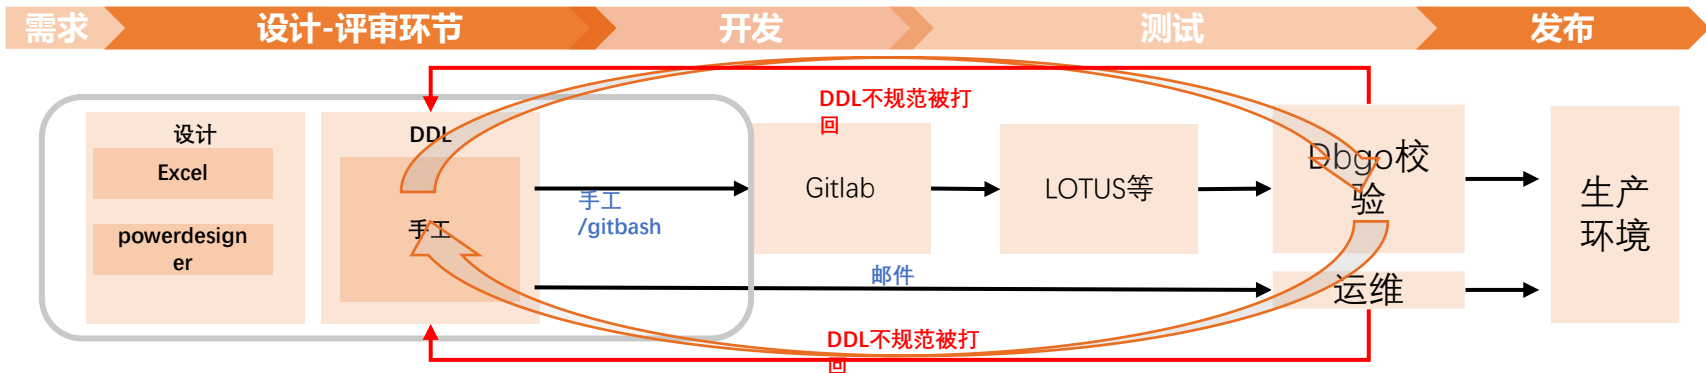 需求
设计-评审环节
开发
测试
发布
DDL不规范被打
回
设计
Excel
powerdesign
er
DDL
手工
手工
/gitbash
Gitlab
LOTUS等
Dbgo校
验
生产
环境
邮件
运维
DDL不规范被打
回